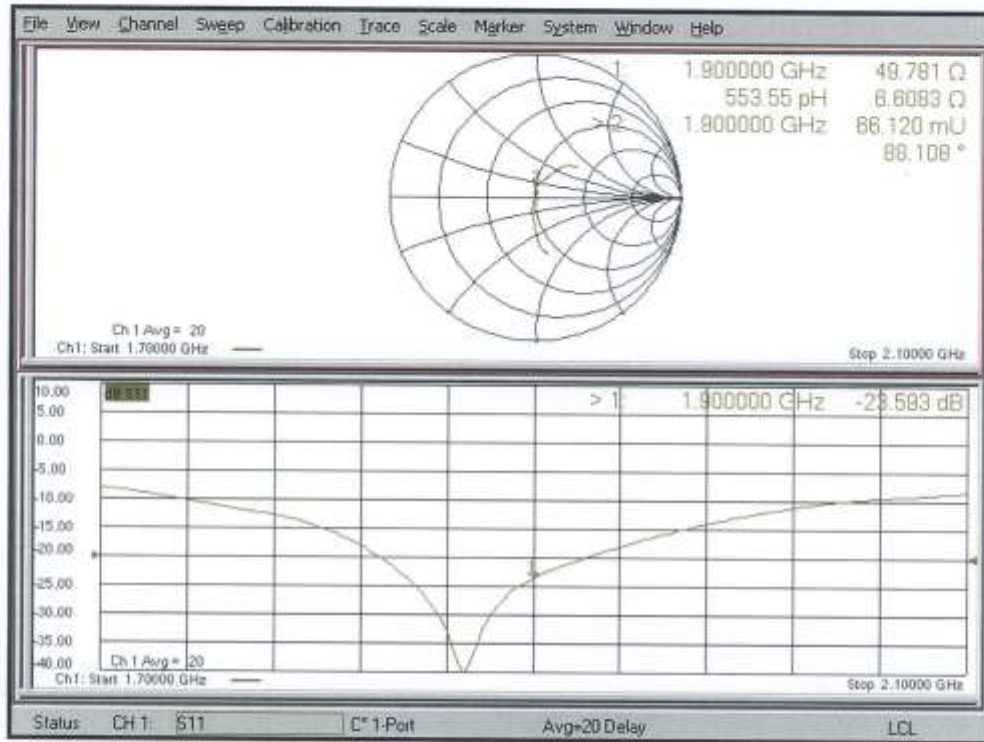 File View Channel Sweep Calibration Trace Scale Marker System Window Help
1 1.900000 GHz 49.781 Ω
553.55 pH 6.6083 Ω
> 2 1.900000 GHz 66.120 mU
88.108 °
Ch 1 Avg = 20
Ch1: Start 1.70000 GHz
Stop 2.10000 GHz
10.00
dB S11
> 1: 1.900000 GHz -23.583 dB
5.00
0.00
-5.00
-10.00
-15.00
-20.00
-25.00
-30.00
-35.00
-40.00
Ch 1 Avg = 20
Ch1: Start 1.70000 GHz
Stop 2.10000 GHz
Status CH 1: S11 C* 1-Port Avg=20 Delay LCL